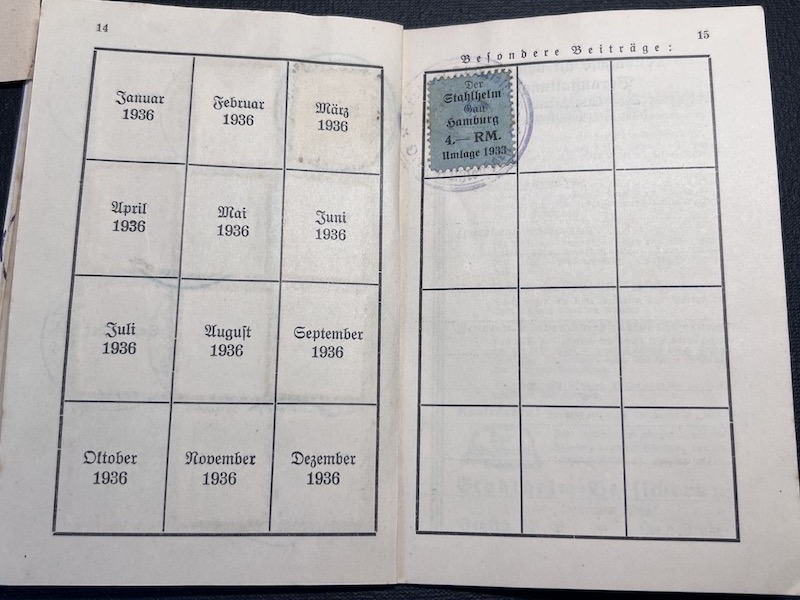 14
Januar
1936
Februar
1936
März
1936
April
1936
Mai
1936
Juni
1936
Juli
1936
Auguſt
1936
September
1936
Oktober
1936
November
1936
Dezember
1936
15
Beſondere Beiträge:
Der
Stahlhelm
Gau
Hamburg
4.— RM.
Umlage 1933